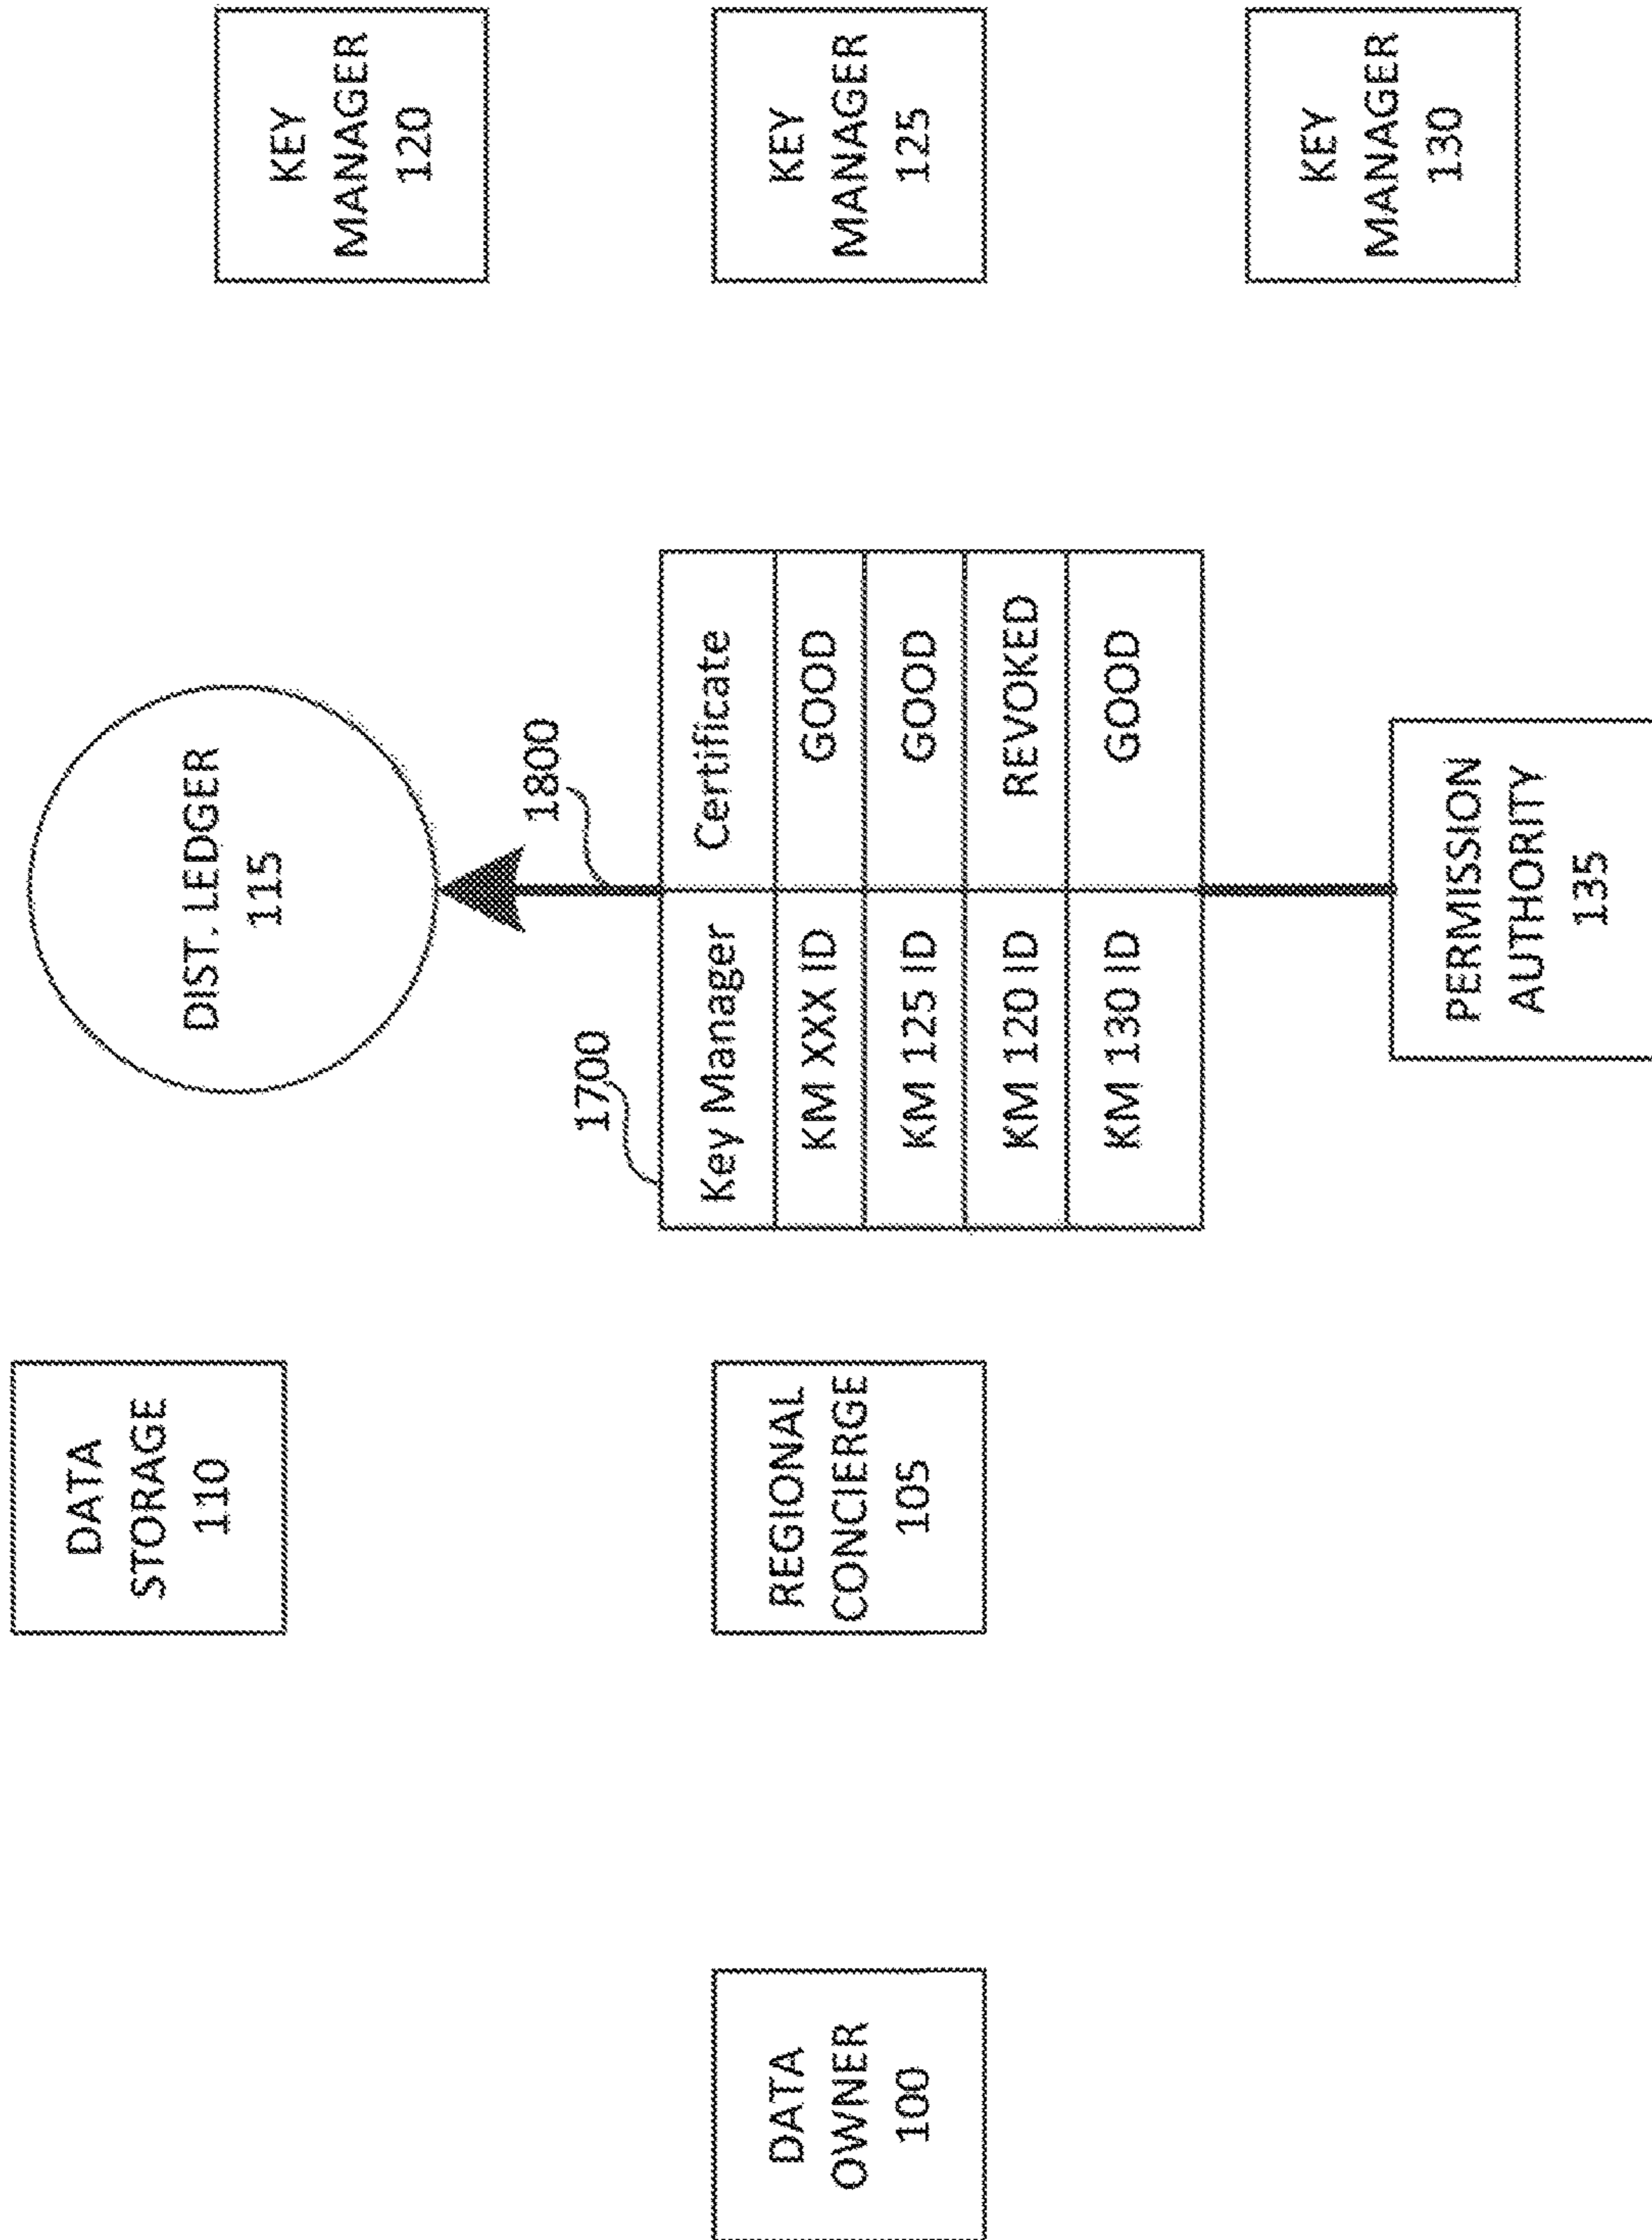 DATA
STORAGE
110
DIST. LEDGER
115
KEY
MANAGER
120
1800
1700
DATA
OWNER
100
REGIONAL
CONCIERGE
105
Key Manager Certificate
KM XXX ID GOOD
KM 125 ID GOOD
KM 120 ID REVOKED
KM 130 ID GOOD
KEY
MANAGER
125
KEY
MANAGER
130
PERMISSION
AUTHORITY
135